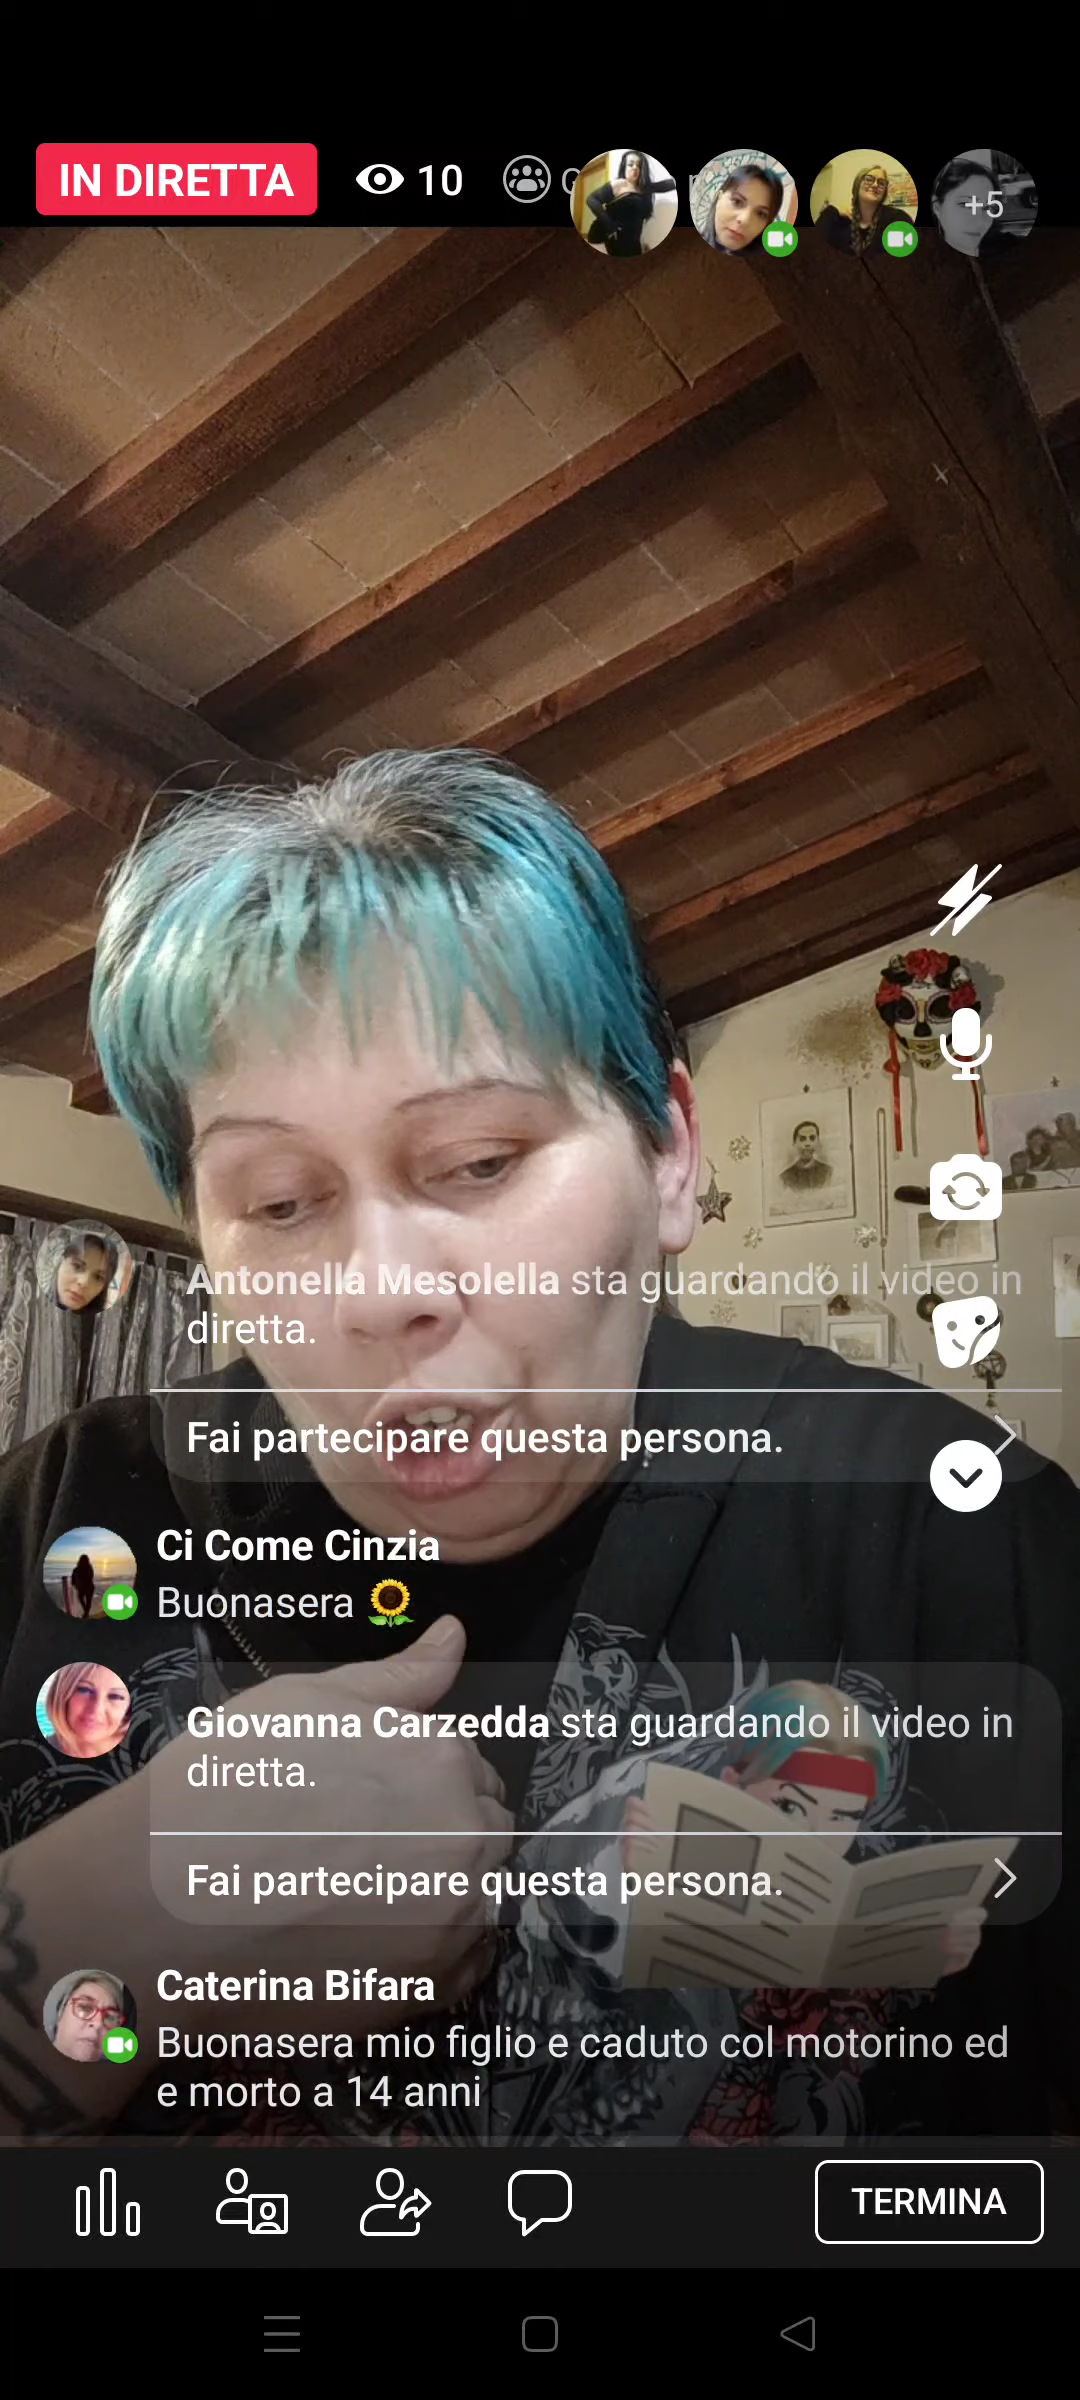 IN DIRETTA
10
+5
Antonella Mesolella sta guardando il video in
diretta.
Fai partecipare questa persona.
Ci Come Cinzia
Buonasera 🌻
Giovanna Carzedda sta guardando il video in
diretta.
Fai partecipare questa persona.
Caterina Bifara
Buonasera mio figlio e caduto col motorino ed
e morto a 14 anni
TERMINA